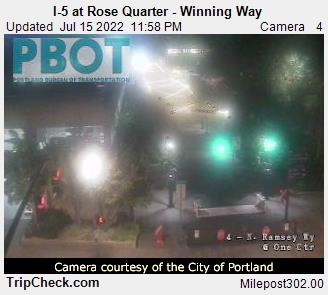 I-5 at Rose Quarter - Winning Way
Updated Jul 15 2022 11:58 PM Camera 4
PBOT
PORTLAND BUREAU OF TRANSPORTATION
4 - N. Ramsey Wy
@ One Ctr
Camera courtesy of the City of Portland
TripCheck.com Milepost302.00